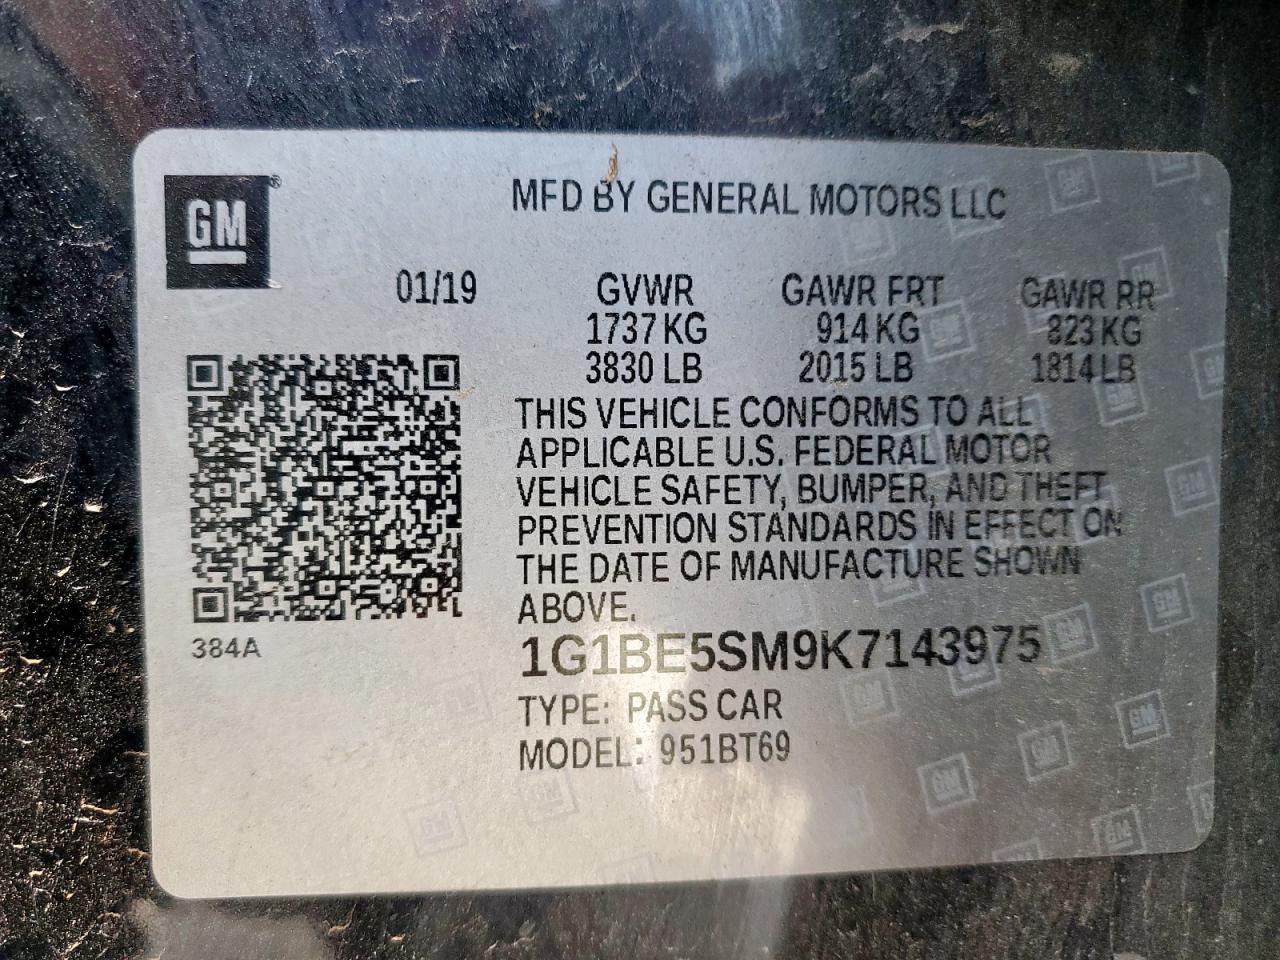 GM®
MFD BY GENERAL MOTORS LLC
01/19
GVWR GAWR FRT GAWR RR
1737 KG 914 KG 823 KG
3830 LB 2015 LB 1814 LB
THIS VEHICLE CONFORMS TO ALL
APPLICABLE U.S. FEDERAL MOTOR
VEHICLE SAFETY, BUMPER, AND THEFT
PREVENTION STANDARDS IN EFFECT ON
THE DATE OF MANUFACTURE SHOWN
ABOVE.
384A
1G1BE5SM9K7143975
TYPE: PASS CAR
MODEL: 951BT69